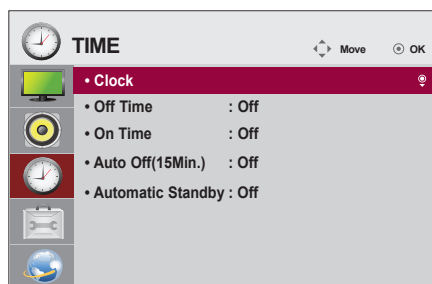 TIME
Move
OK
• Clock
• Off Time : Off
• On Time : Off
• Auto Off(15Min.) : Off
• Automatic Standby : Off